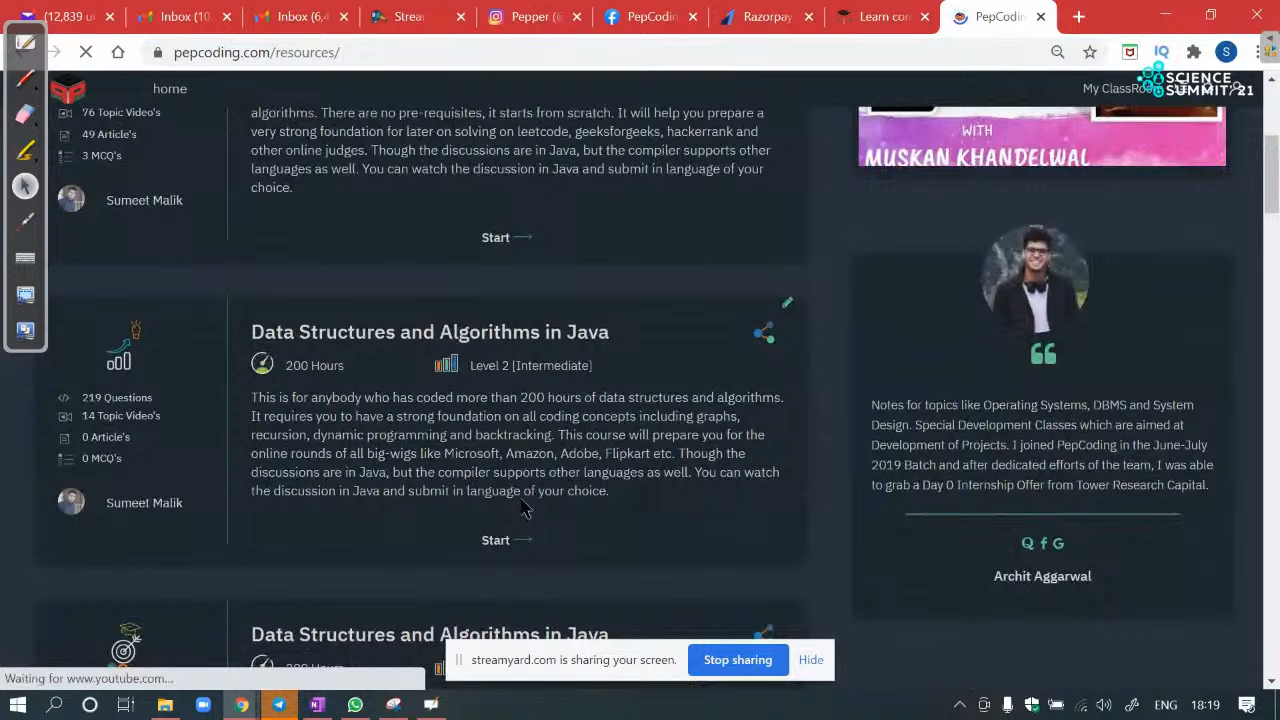 (12,839 u
Inbox (10,
Inbox (6,4
Strea
Pepper (@
PepCodin
Razorpay
Learn co
PepCodin
pepcoding.com/resources/
S
home
My ClassRo
SCIENCE
SUMMIT'21
76 Topic Video's
49 Article's
3 MCQ's
Sumeet Malik
algorithms. There are no pre-requisites, it starts from scratch. It will help you prepare a
very strong foundation for later on solving on leetcode, geeksforgeeks, hackerrank and
other online judges. Though the discussions are in Java, but the compiler supports other
languages as well. You can watch the discussion in Java and submit in language of your
choice.
Start
WITH
MUSKAN KHANDELWAL
Data Structures and Algorithms in Java
200 Hours
Level 2 [Intermediate]
219 Questions
14 Topic Video's
0 Article's
0 MCQ's
Sumeet Malik
This is for anybody who has coded more than 200 hours of data structures and algorithms.
It requires you to have a strong foundation on all coding concepts including graphs,
recursion, dynamic programming and backtracking. This course will prepare you for the
online rounds of all big-wigs like Microsoft, Amazon, Adobe, Flipkart etc. Though the
discussions are in Java, but the compiler supports other languages as well. You can watch
the discussion in Java and submit in language of your choice.
Start
Notes for topics like Operating Systems, DBMS and System
Design. Special Development Classes which are aimed at
Development of Projects. I joined PepCoding in the June-July
2019 Batch and after dedicated efforts of the team, I was able
to grab a Day 0 Internship Offer from Tower Research Capital.
Archit Aggarwal
Data Structures and Algorithms in Java
streamyard.com is sharing your screen.
Stop sharing
Hide
Waiting for www.youtube.com...
ENG
18:19